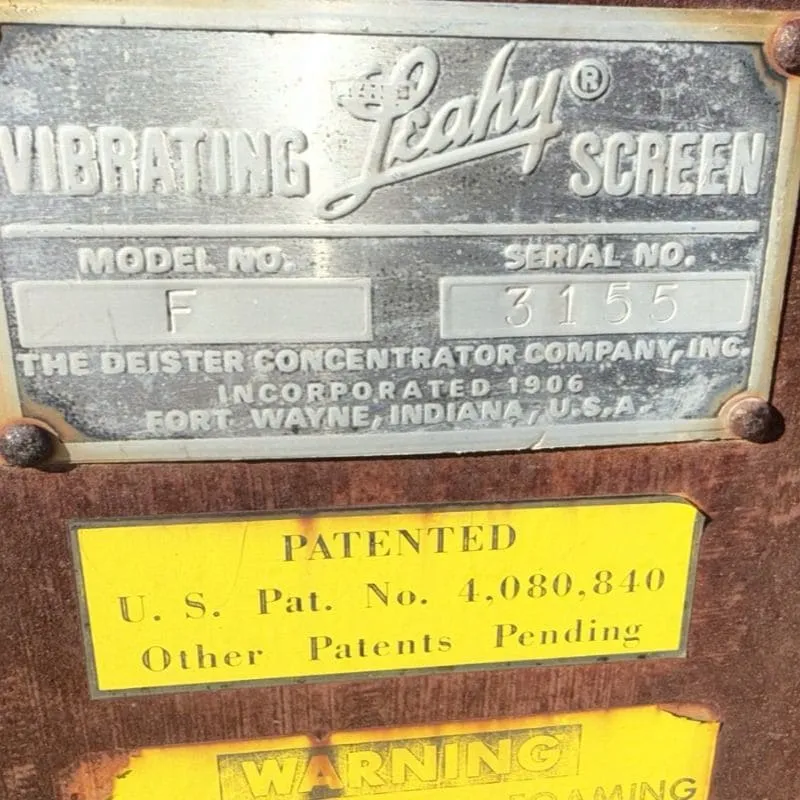 Leahy®
VIBRATING SCREEN
MODEL NO. SERIAL NO.
F 3155
THE DEISTER CONCENTRATOR COMPANY, INC.
INCORPORATED 1906
FORT WAYNE, INDIANA, U.S.A.
PATENTED
U. S. Pat. No. 4,080,840
Other Patents Pending
WARNING
FOAMING